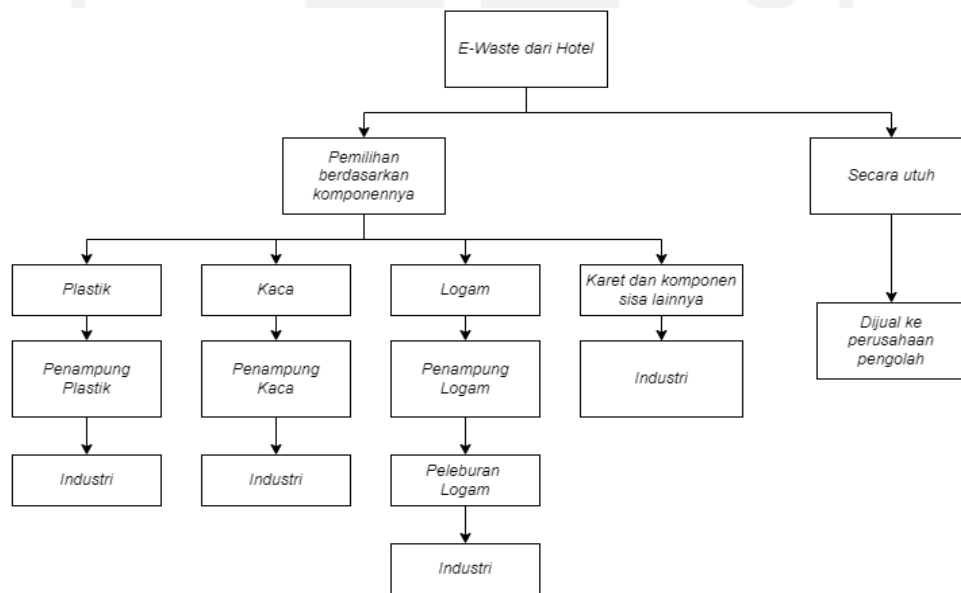 E-Waste dari Hotel
Pemilihan
berdasarkan
komponennya
Secara utuh
Plastik
Kaca
Logam
Karet dan komponen
sisa lainnya
Dijual ke
perusahaan
pengolah
Penampung
Plastik
Penampung
Kaca
Penampung
Logam
Industri
Industri
Industri
Peleburan
Logam
Industri